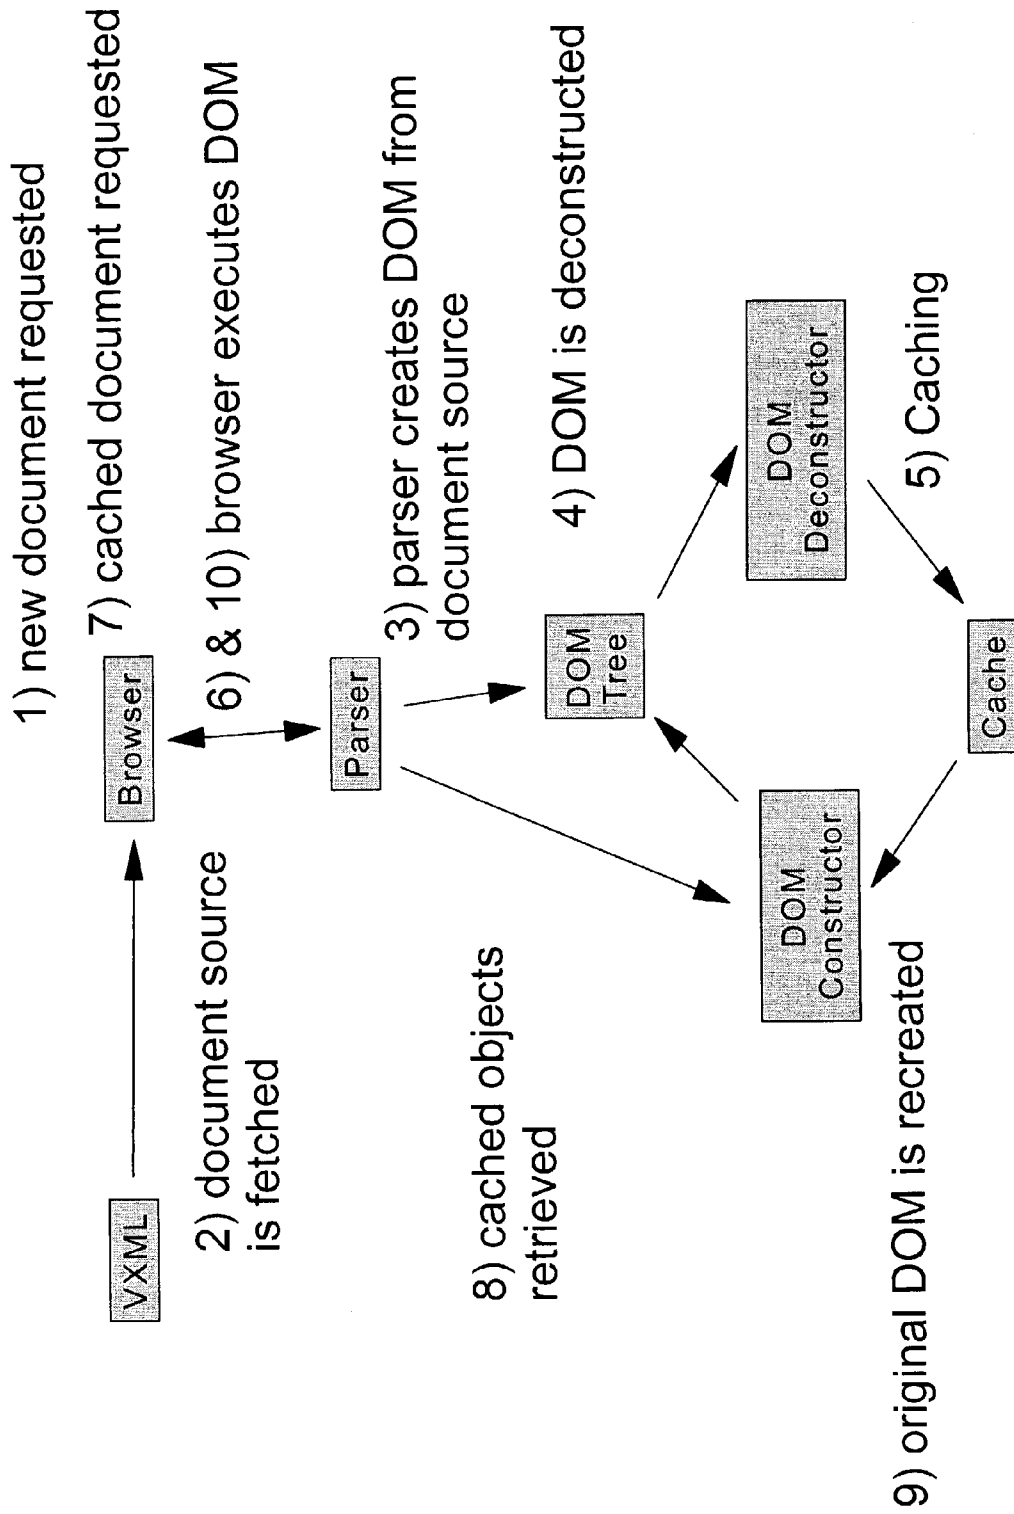 1) new document requested
7) cached document requested
Browser
VXML
2) document source
is fetched
6) & 10) browser executes DOM
Parser
3) parser creates DOM from
document source
8) cached objects
retrieved
DOM
Tree
4) DOM is deconstructed
DOM
Constructor
DOM
Deconstructor
9) original DOM is recreated
5) Caching
Cache